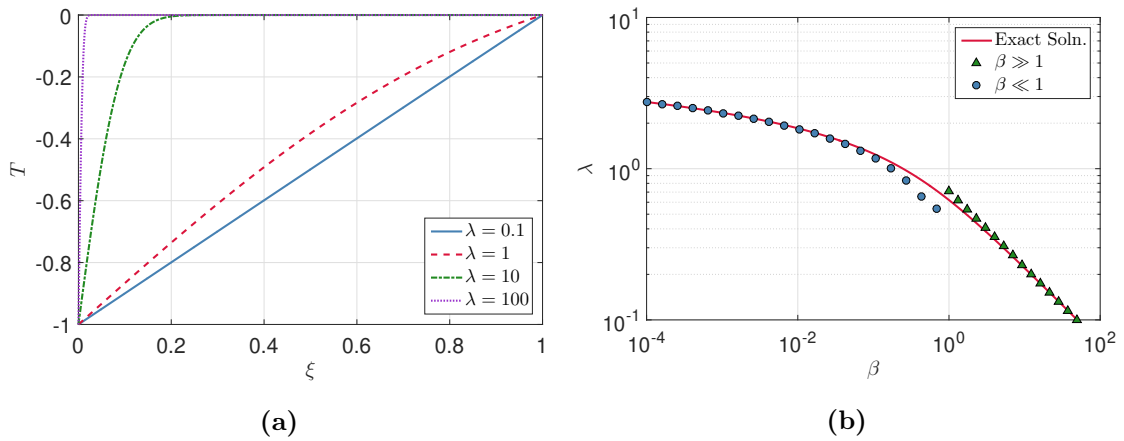 0
-0.2
-0.4
-0.6
-0.8
-1
T
0
0.2
0.4
0.6
0.8
1
ξ
λ = 0.1
λ = 1
λ = 10
λ = 100
(a)
10^1
10^0
10^-1
λ
10^-4
10^-2
10^0
10^2
β
Exact Soln.
β ≫ 1
β ≪ 1
(b)